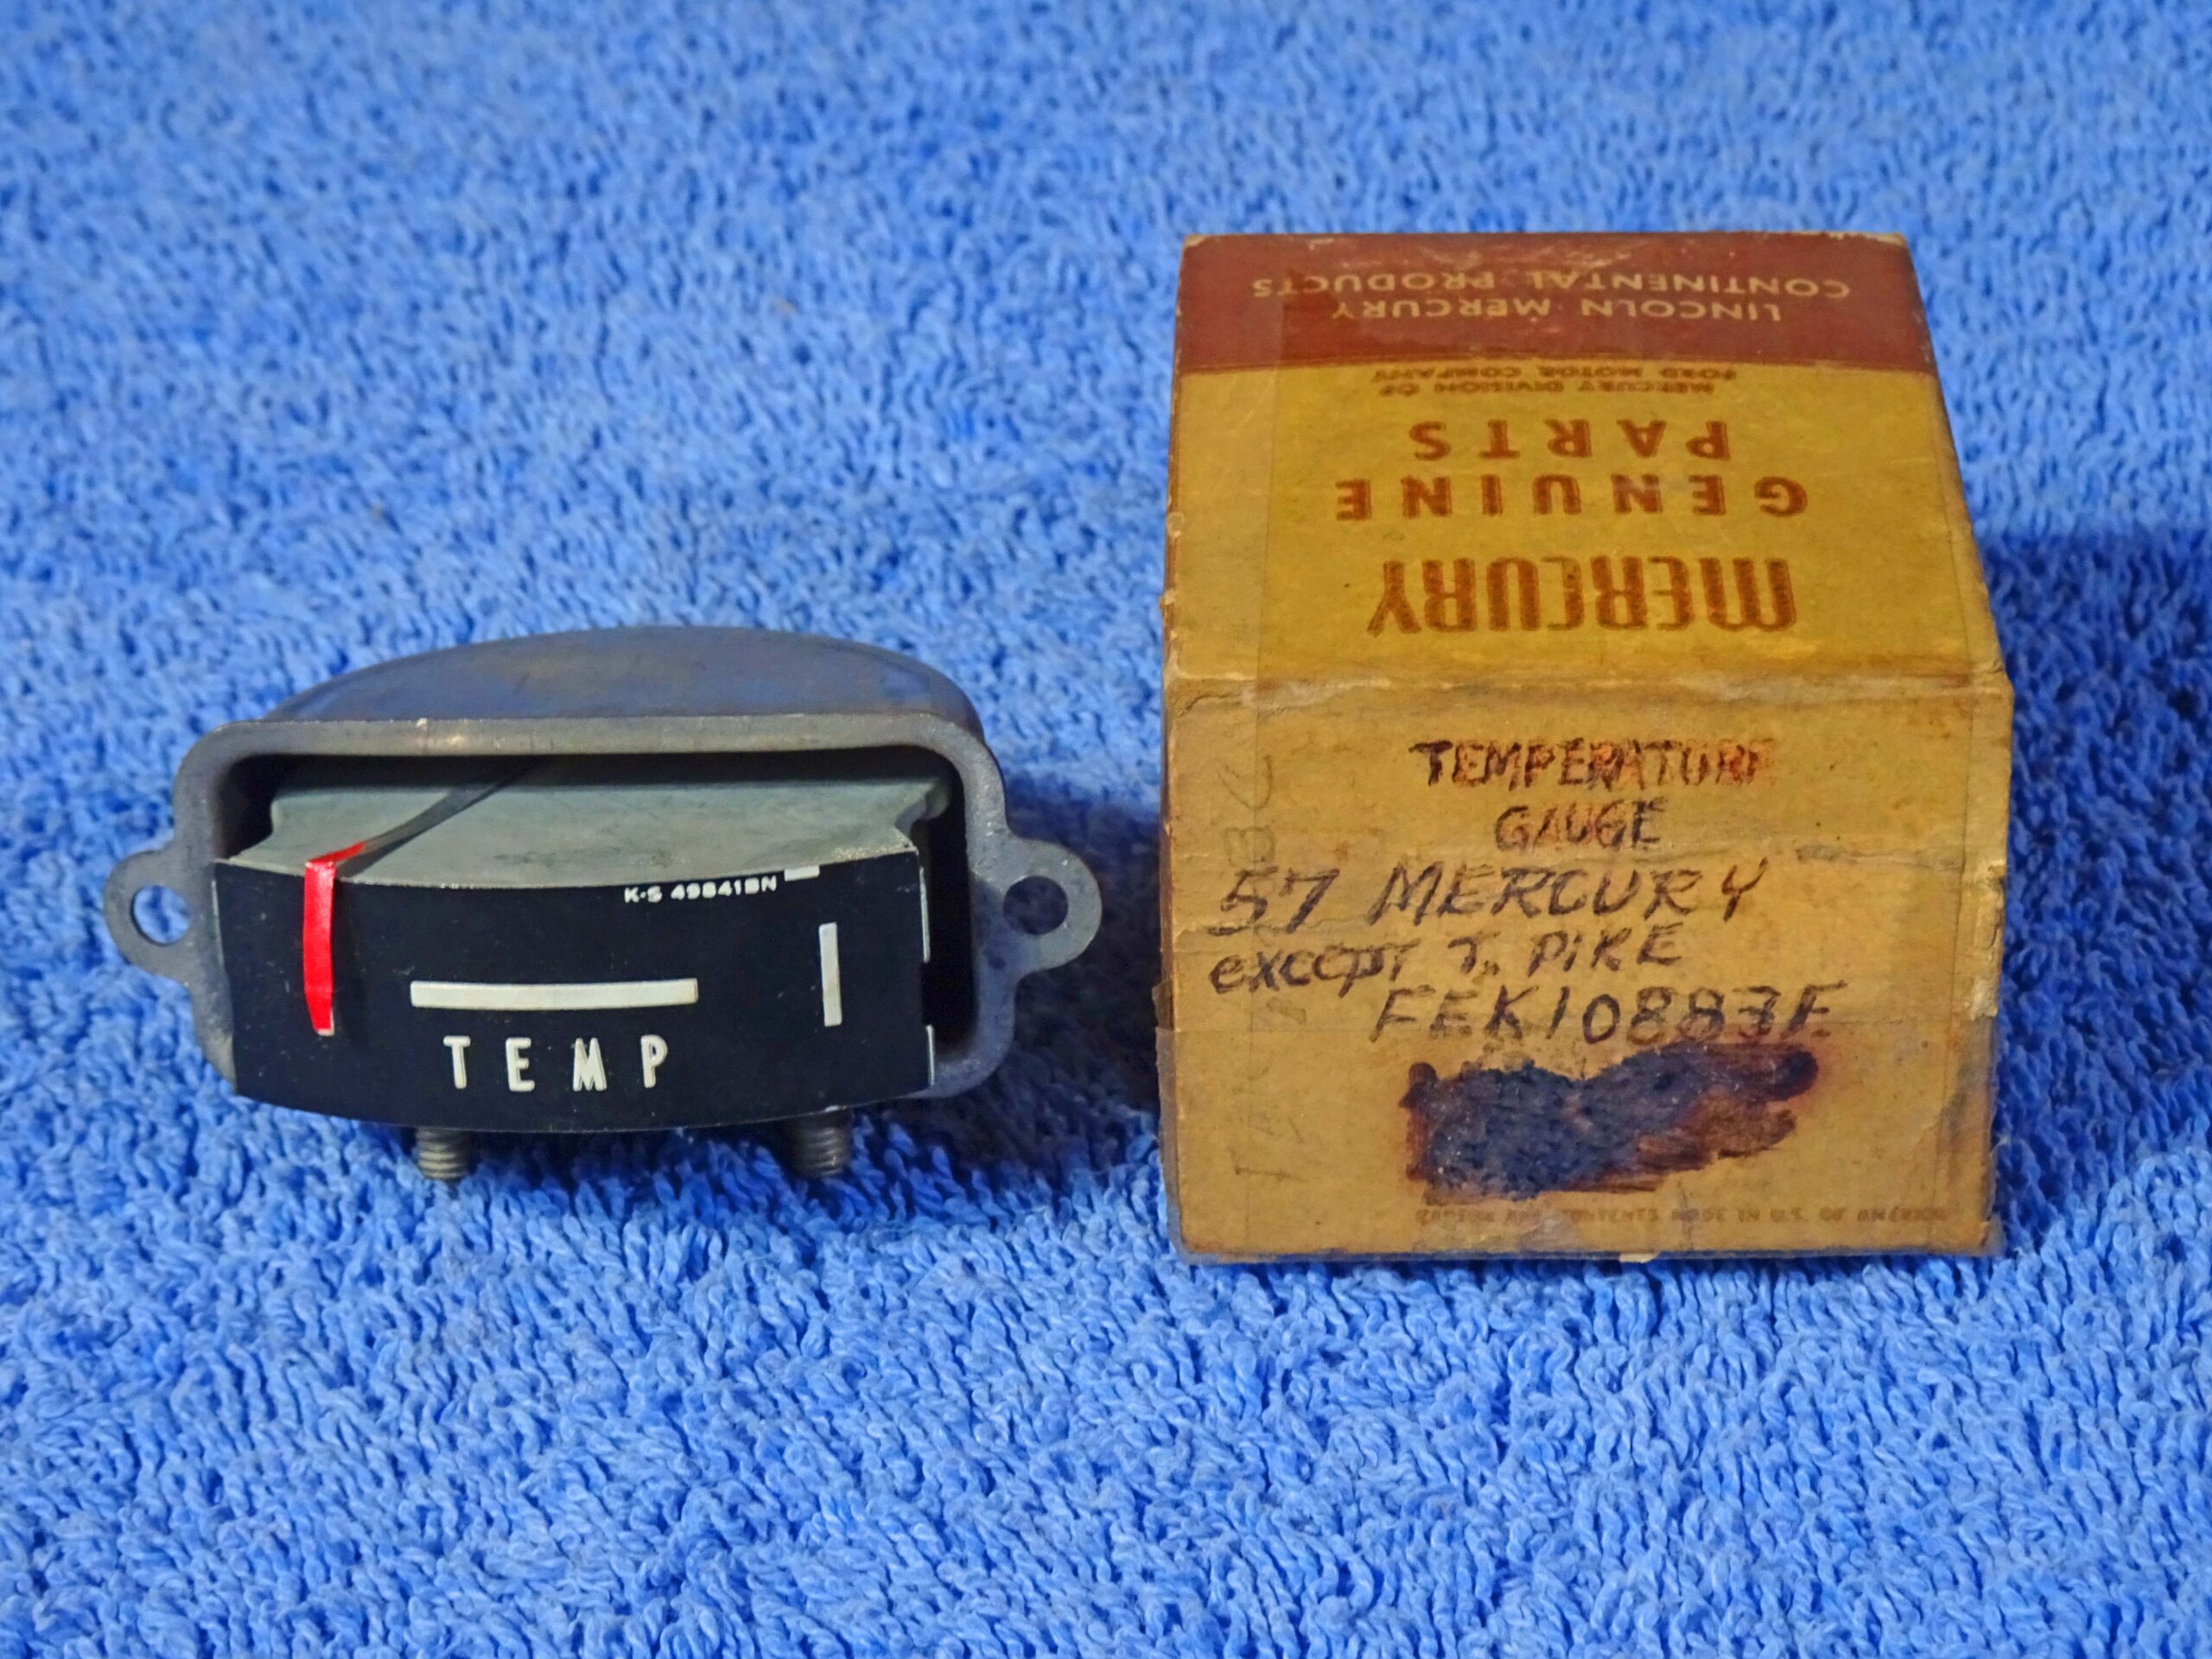 K·S 498418N
TEMP
MERCURY
GENUINE
PARTS
MERCURY DIVISION OF
FORD MOTOR COMPANY
LINCOLN MERCURY
CONTINENTAL PRODUCTS
TEMPERATURE
GAUGE
57 MERCURY
except T. PIKE
FEK10883E